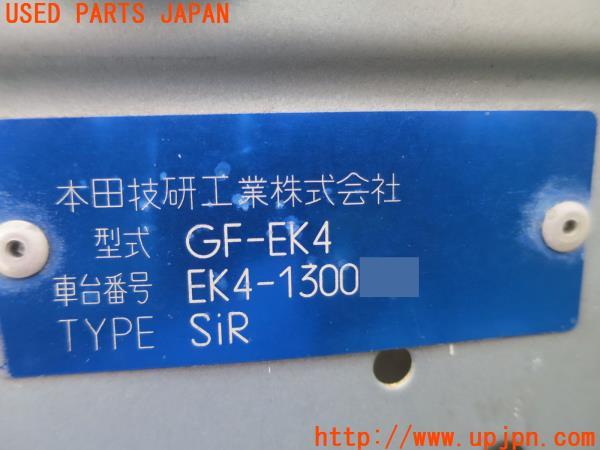 USED PARTS JAPAN
本田技研工業株式会社
型式 GF-EK4
車台番号 EK4-1300
TYPE SiR
UPJ
http://www.upjpn.com/